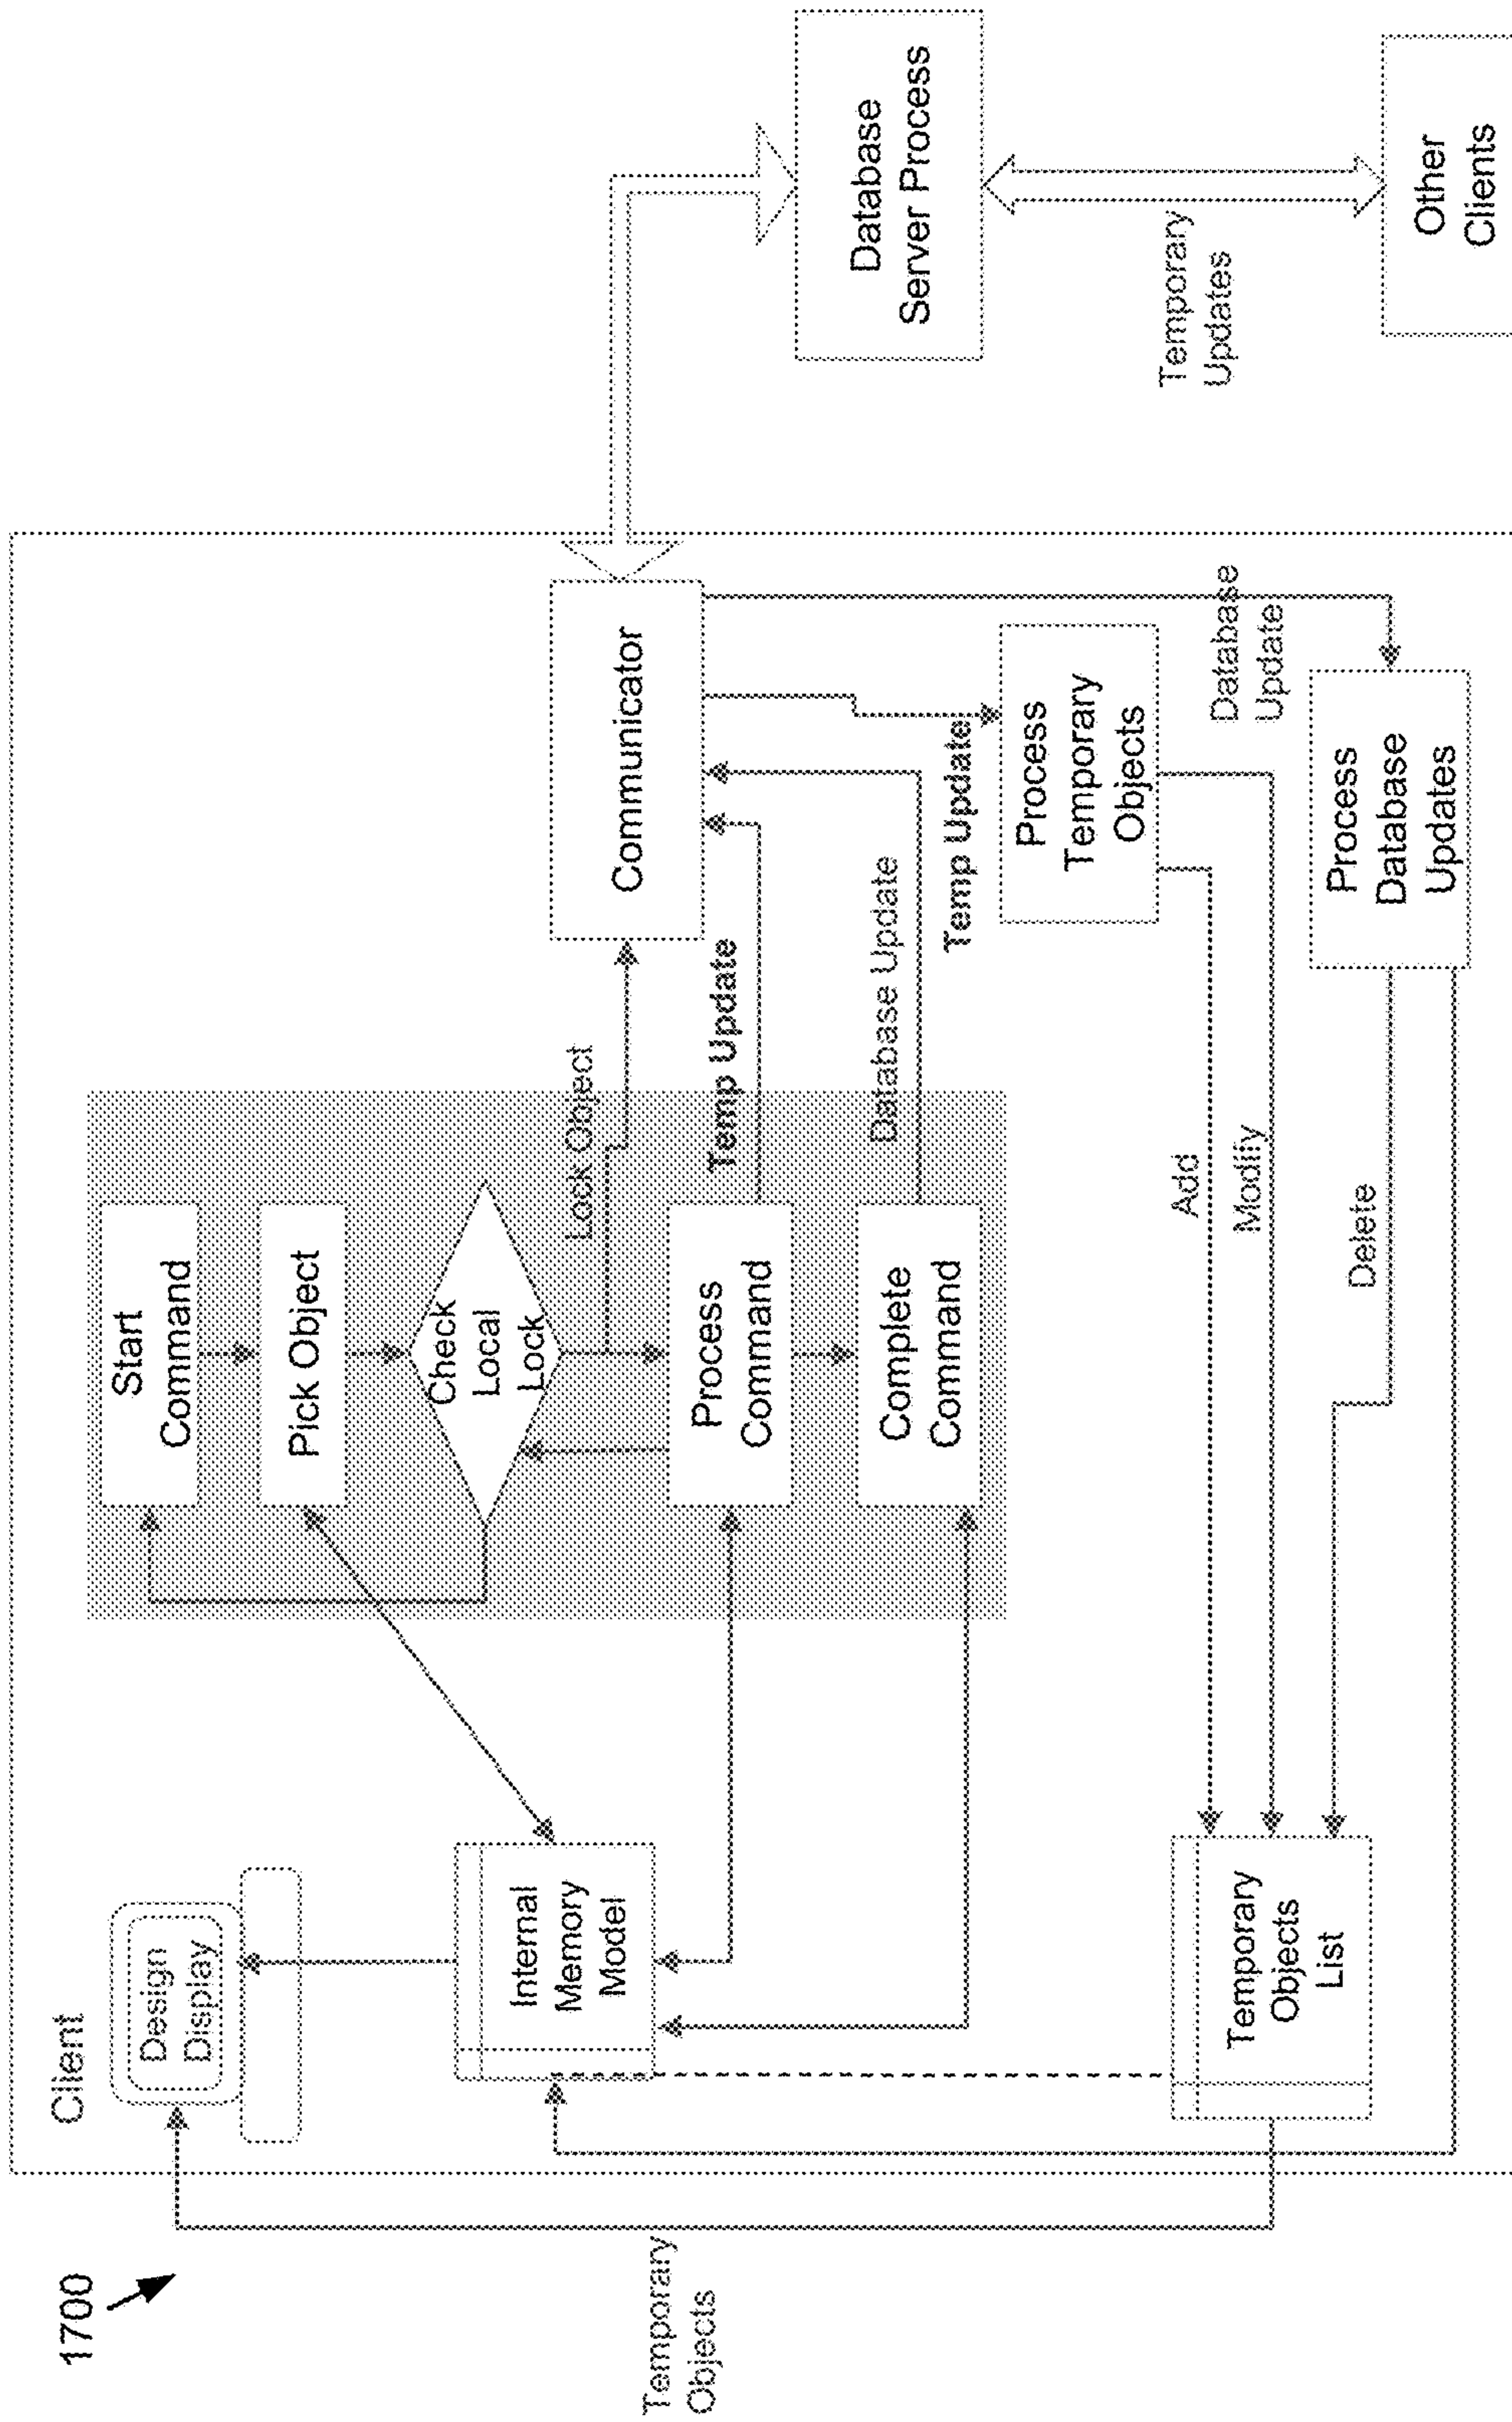 1700
Client
Design
Display
Start
Command
Pick Object
Check
Local
Lock
Lock Object
Process
Command
Temp Update
Complete
Command
Database Update
Communicator
Temp Update
Process
Temporary
Objects
Database
Update
Process
Database
Updates
Add
Modify
Delete
Internal
Memory
Model
Temporary
Objects
List
Temporary
Objects
Database
Server Process
Temporary
Updates
Other
Clients